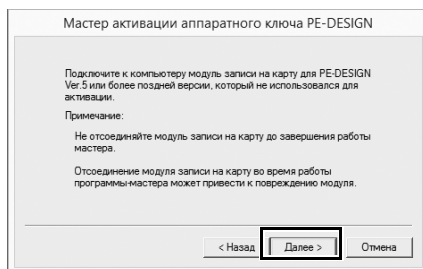 Мастер активации аппаратного ключа PE-DESIGN
Подключите к компьютеру модуль записи на карту для PE-DESIGN
Ver.5 или более поздней версии, который не использовался для
активации.
Примечание:
Не отсоединяйте модуль записи на карту до завершения работы
мастера.
Отсоединение модуля записи на карту во время работы
программы-мастера может привести к повреждению модуля.
< Назад   Далее >   Отмена